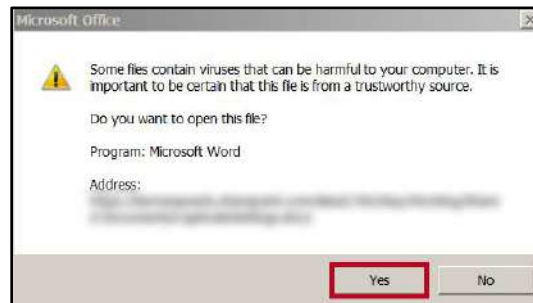 Microsoft Office
Some files contain viruses that can be harmful to your computer. It is
important to be certain that this file is from a trustworthy source.
Do you want to open this file?
Program: Microsoft Word
Address:
Yes
No